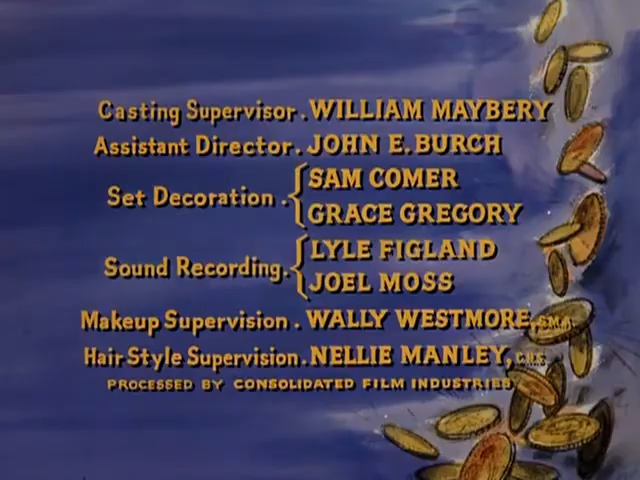 Casting Supervisor . WILLIAM MAYBERY
Assistant Director . JOHN E. BURCH
Set Decoration . { SAM COMER
GRACE GREGORY
Sound Recording . { LYLE FIGLAND
JOEL MOSS
Makeup Supervision . WALLY WESTMORE, S.M.A.
Hair Style Supervision . NELLIE MANLEY, C.H.S.
PROCESSED BY CONSOLIDATED FILM INDUSTRIES